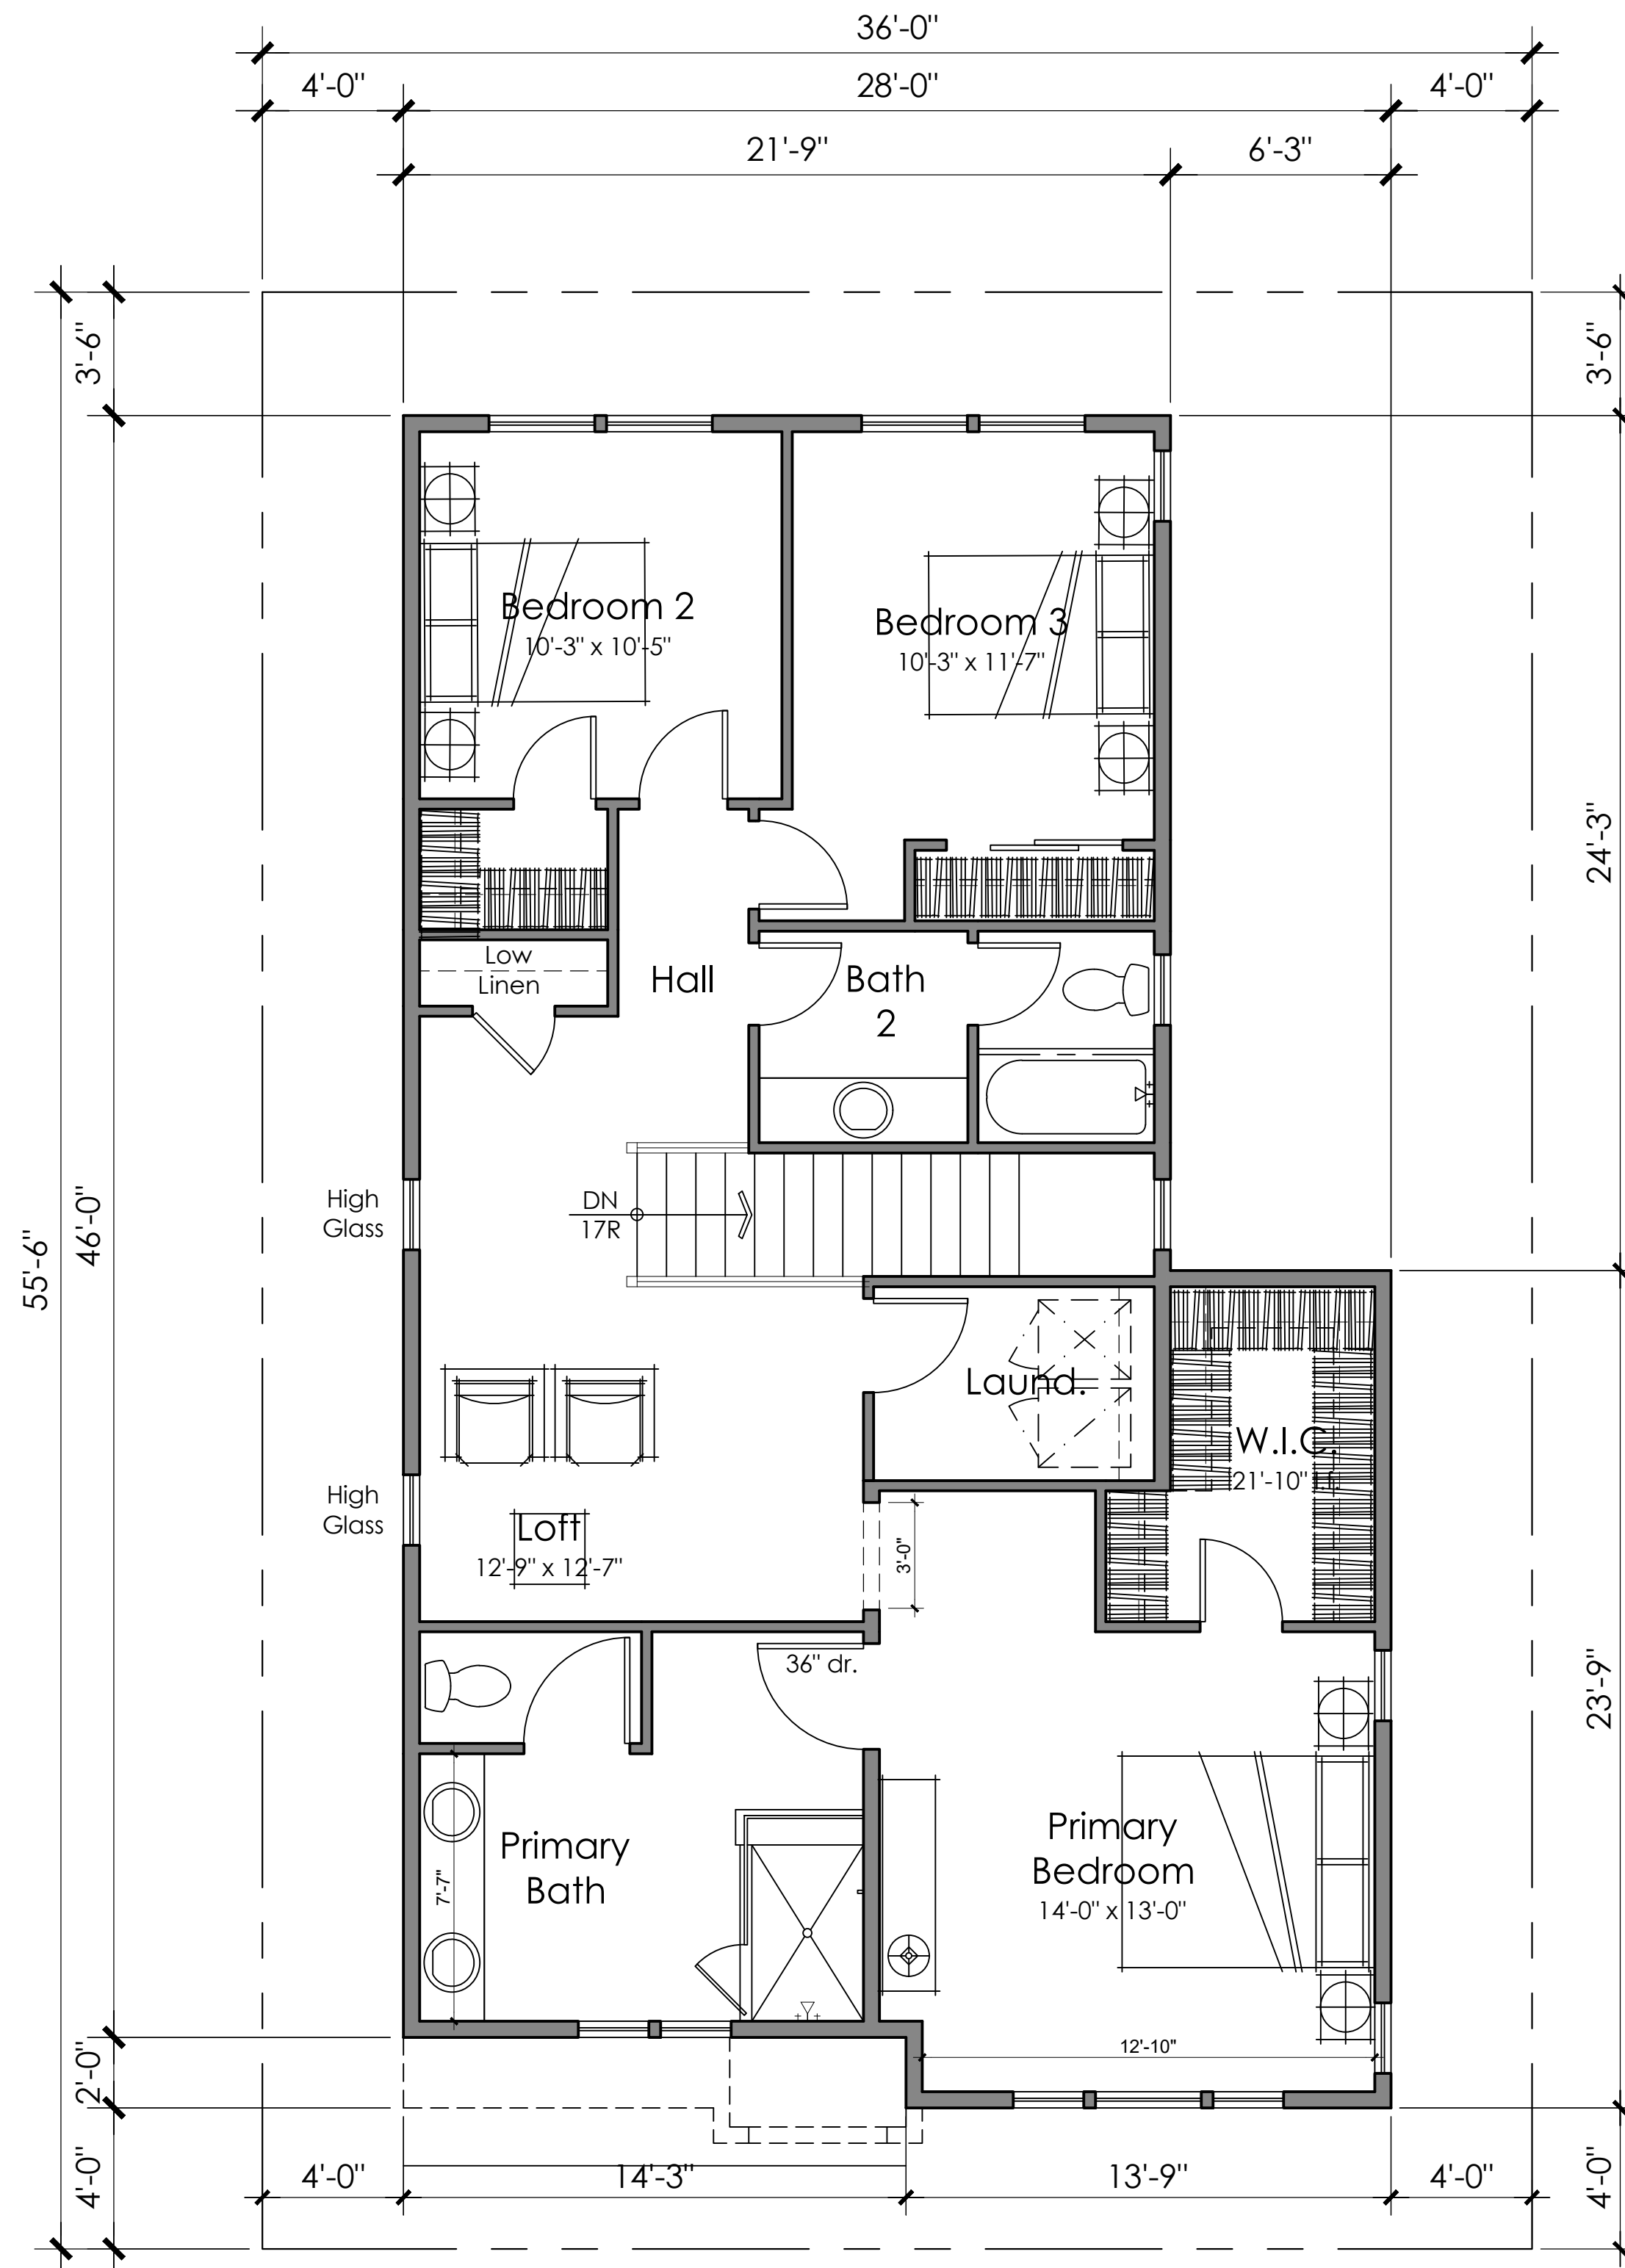 36'-0"
4'-0"
28'-0"
4'-0"
21'-9"
6'-3"
3'-6"
3'-6"
Bedroom 2
10'-3" x 10'-5"
Bedroom 3
10'-3" x 11'-7"
24'-3"
Low
Linen
Hall
Bath
2
High
Glass
DN
17R
46'-0"
55'-6"
Laund.
W.I.C.
21'-10" l.f.
High
Glass
Loft
12'-9" x 12'-7"
3'-0"
36" dr.
23'-9"
Primary
Bath
7'-7"
Primary
Bedroom
14'-0" x 13'-0"
12'-10"
2'-0"
4'-0"
4'-0"
14'-3"
13'-9"
4'-0"
4'-0"